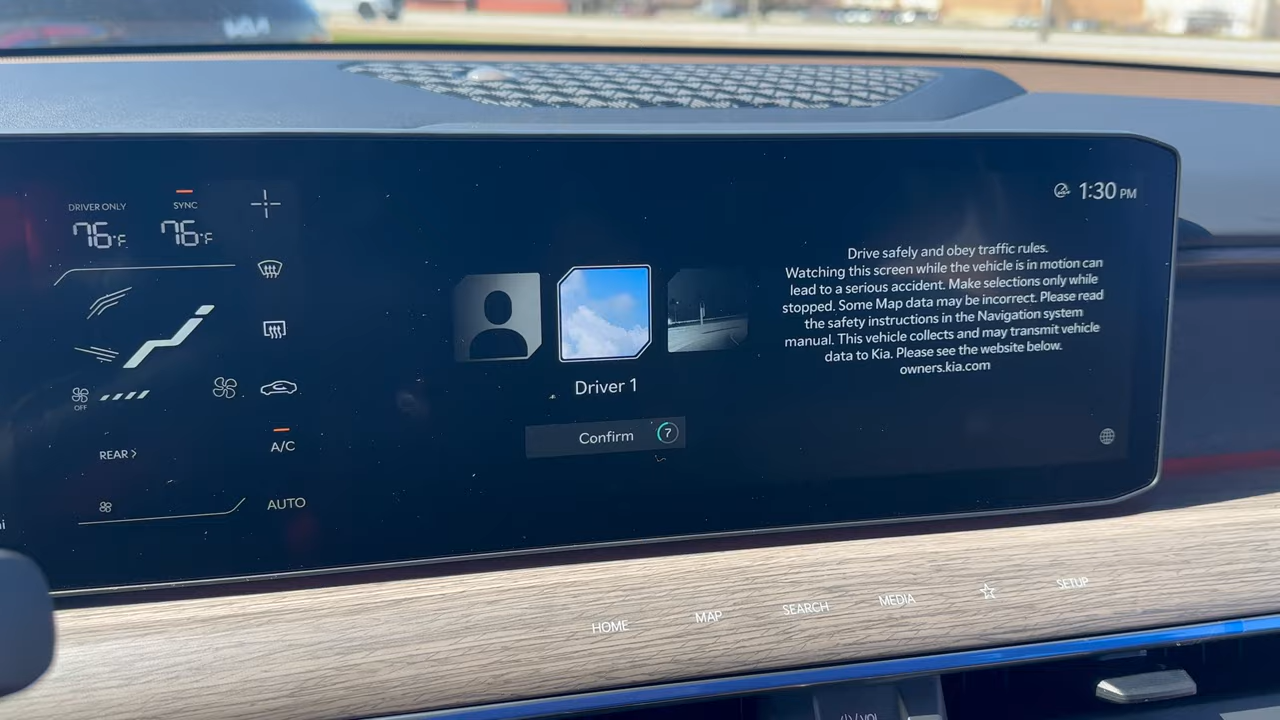 KIA
DRIVER ONLY
SYNC
76°F
76°F
OFF
REAR >
A/C
AUTO
Driver 1
Confirm
7
1:30 PM
Drive safely and obey traffic rules.
Watching this screen while the vehicle is in motion can
lead to a serious accident. Make selections only while
stopped. Some Map data may be incorrect. Please read
the safety instructions in the Navigation system
manual. This vehicle collects and may transmit vehicle
data to Kia. Please see the website below.
owners.kia.com
HOME
MAP
SEARCH
MEDIA
SETUP
VOL